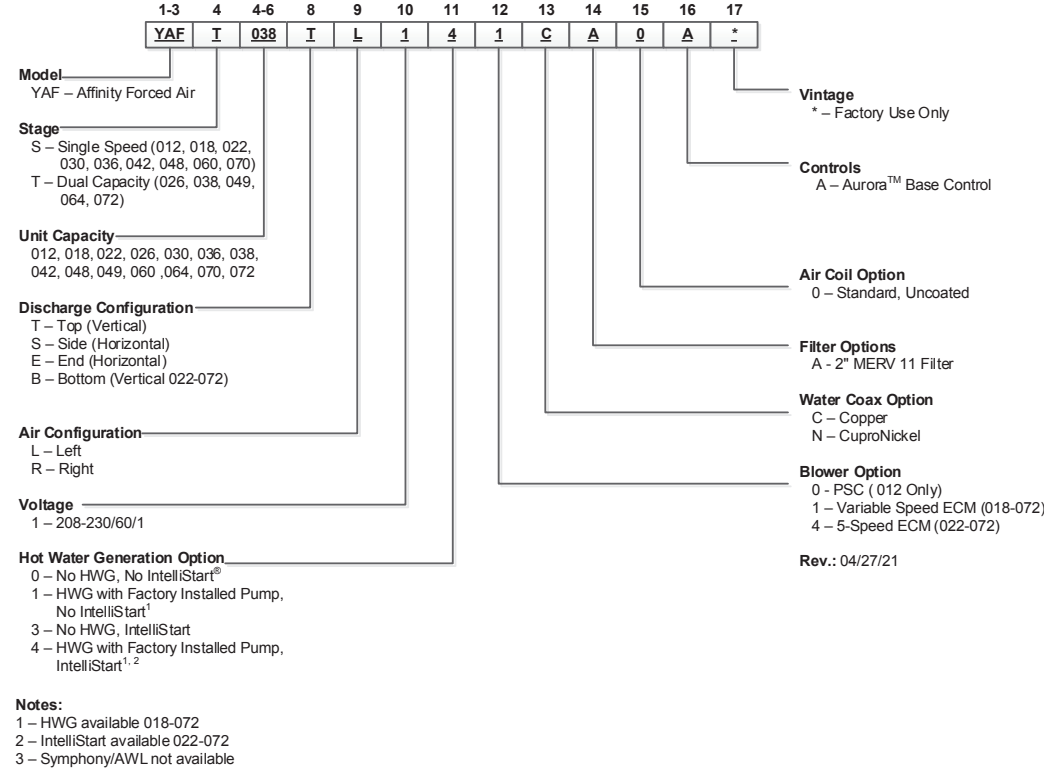 1-3 4 4-6 8 9 10 11 12 13 14 15 16 17
YAF T 038 T L 1 4 1 C A 0 A *
Model
YAF – Affinity Forced Air
Stage
S – Single Speed (012, 018, 022,
030, 036, 042, 048, 060, 070)
T – Dual Capacity (026, 038, 049,
064, 072)
Unit Capacity
012, 018, 022, 026, 030, 036, 038,
042, 048, 049, 060 ,064, 070, 072
Discharge Configuration
T – Top (Vertical)
S – Side (Horizontal)
E – End (Horizontal)
B – Bottom (Vertical 022-072)
Air Configuration
L – Left
R – Right
Voltage
1 – 208-230/60/1
Hot Water Generation Option
0 – No HWG, No IntelliStart®
1 – HWG with Factory Installed Pump,
No IntelliStart1
3 – No HWG, IntelliStart
4 – HWG with Factory Installed Pump,
IntelliStart1, 2
Notes:
1 – HWG available 018-072
2 – IntelliStart available 022-072
3 – Symphony/AWL not available
Vintage
* – Factory Use Only
Controls
A – Aurora™ Base Control
Air Coil Option
0 – Standard, Uncoated
Filter Options
A - 2" MERV 11 Filter
Water Coax Option
C – Copper
N – CuproNickel
Blower Option
0 - PSC ( 012 Only)
1 – Variable Speed ECM (018-072)
4 – 5-Speed ECM (022-072)
Rev.: 04/27/21